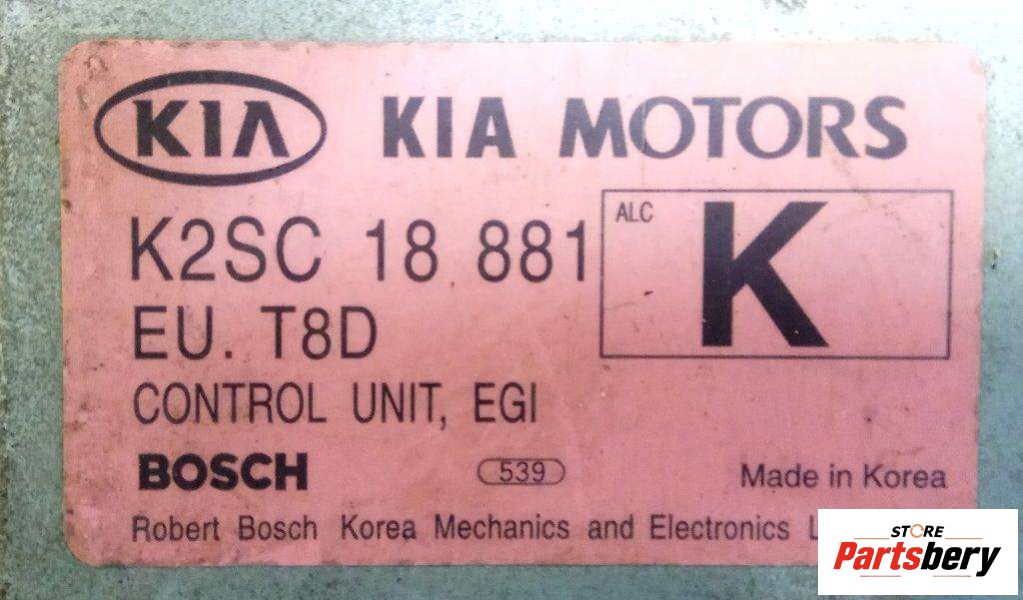 KIA KIA MOTORS
K2SC 18 881
ALC K
EU. T8D
CONTROL UNIT, EGI
BOSCH 539 Made in Korea
Robert Bosch Korea Mechanics and Electronics
STORE
Partsbery